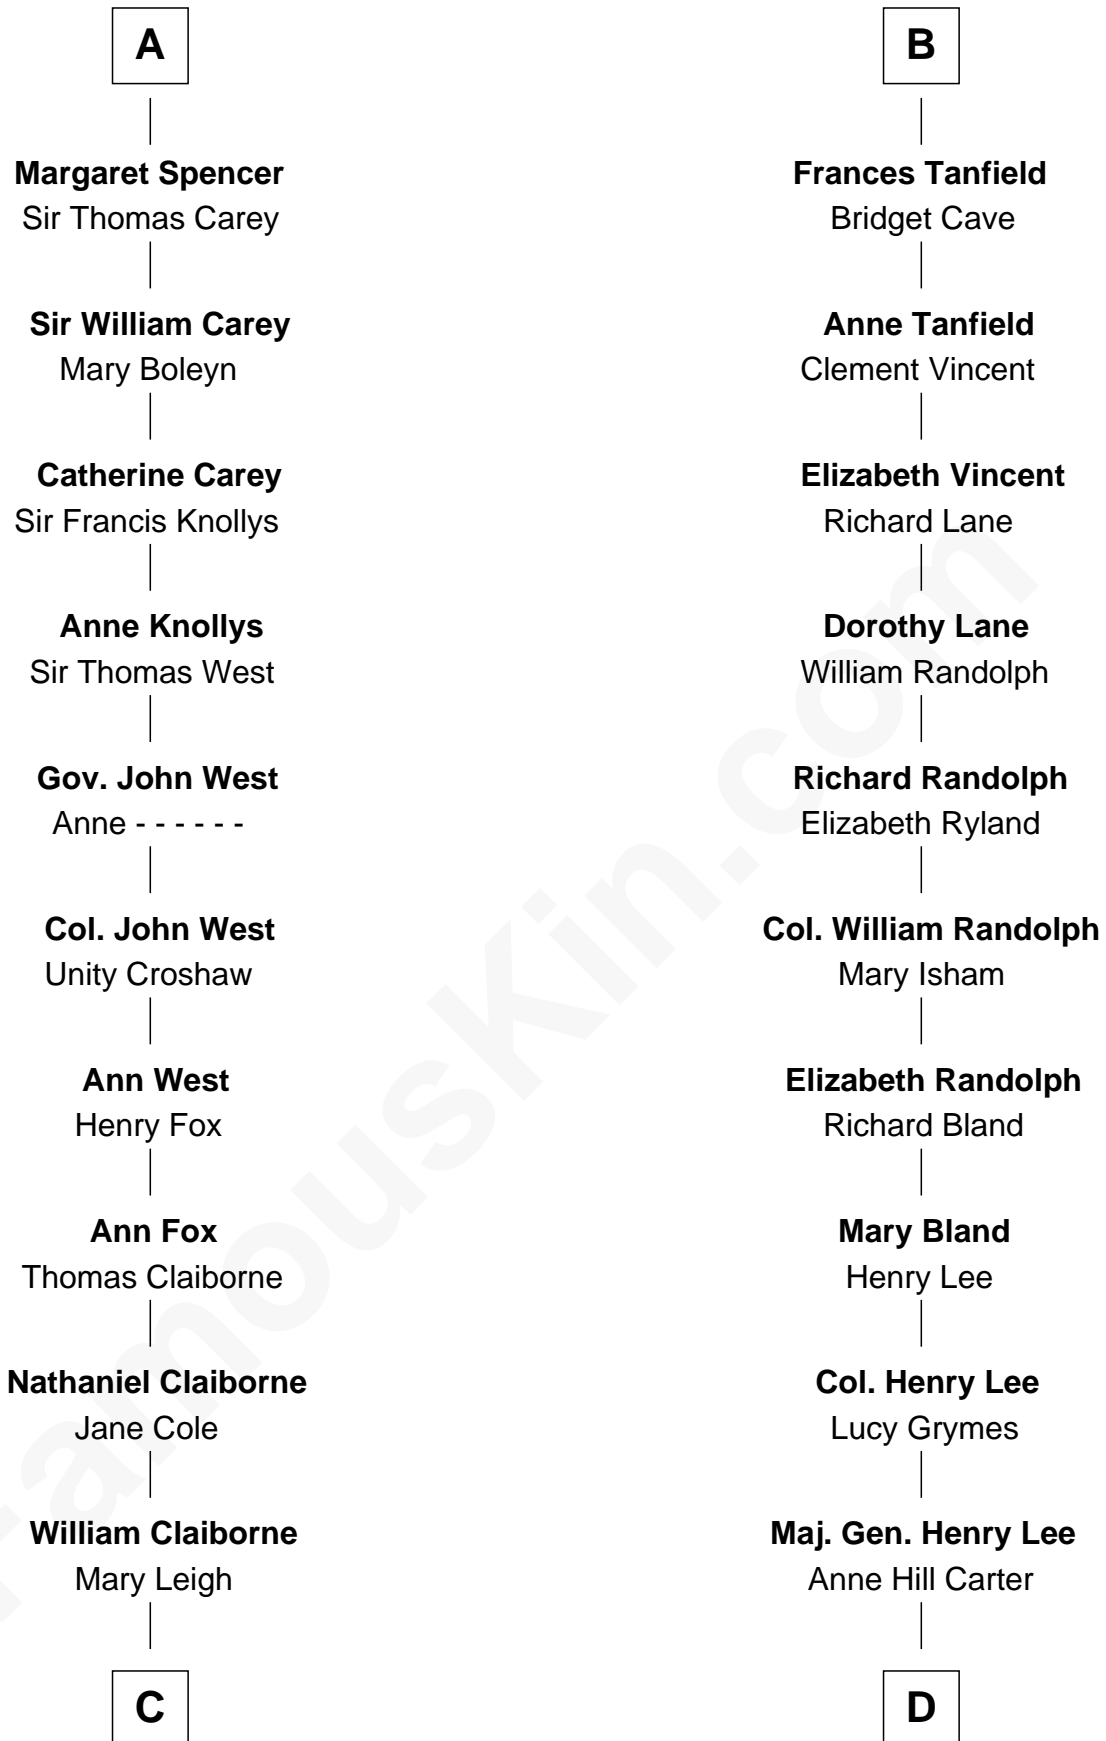 A
Margaret Spencer
Sir Thomas Carey
Sir William Carey
Mary Boleyn
Catherine Carey
Sir Francis Knollys
Anne Knollys
Sir Thomas West
Gov. John West
Anne - - - - - -
Col. John West
Unity Croshaw
Ann West
Henry Fox
Ann Fox
Thomas Claiborne
Nathaniel Claiborne
Jane Cole
William Claiborne
Mary Leigh
C
B
Frances Tanfield
Bridget Cave
Anne Tanfield
Clement Vincent
Elizabeth Vincent
Richard Lane
Dorothy Lane
William Randolph
Richard Randolph
Elizabeth Ryland
Col. William Randolph
Mary Isham
Elizabeth Randolph
Richard Bland
Mary Bland
Henry Lee
Col. Henry Lee
Lucy Grymes
Maj. Gen. Henry Lee
Anne Hill Carter
D
FamousKin.com